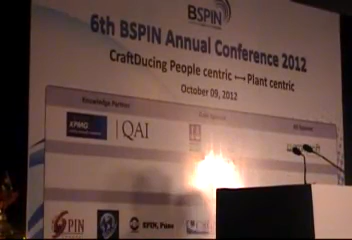 BSPIN
6th BSPIN Annual Conference 2012
CraftDucing People centric ⟷ Plant centric
October 09, 2012
Knowledge Partner
KPMG | QAI
SPIN
SPIN, Pune